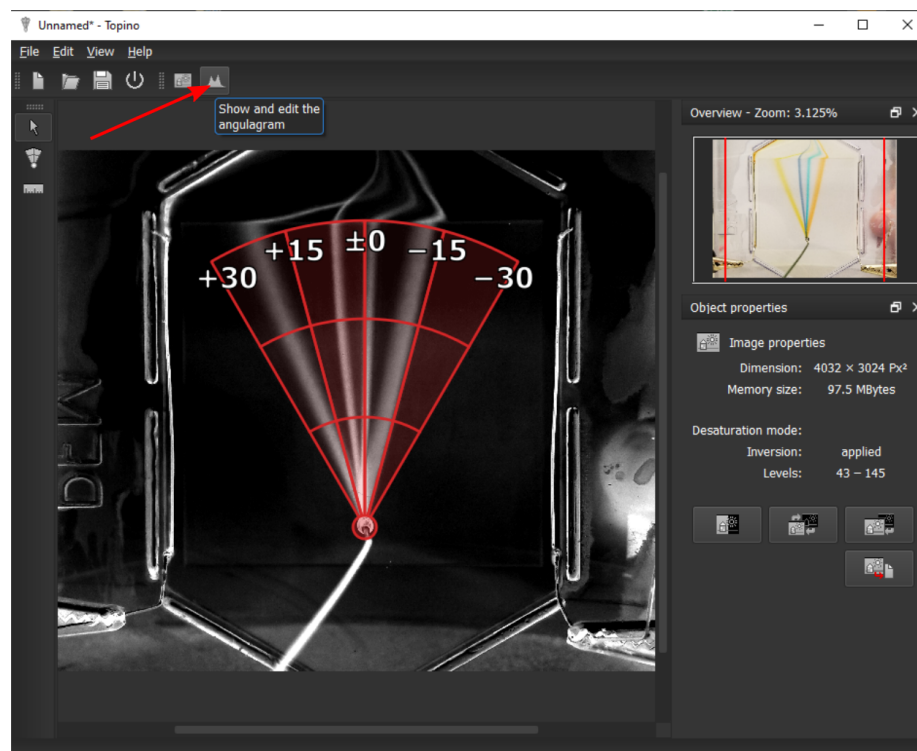 Unnamed* - Topino
File Edit View Help
Show and edit the
angulagram
Overview - Zoom: 3.125%
+30 +15 ±0 −15 −30
Object properties
Image properties
Dimension: 4032 × 3024 Px²
Memory size: 97.5 MBytes
Desaturation mode:
Inversion: applied
Levels: 43 – 145